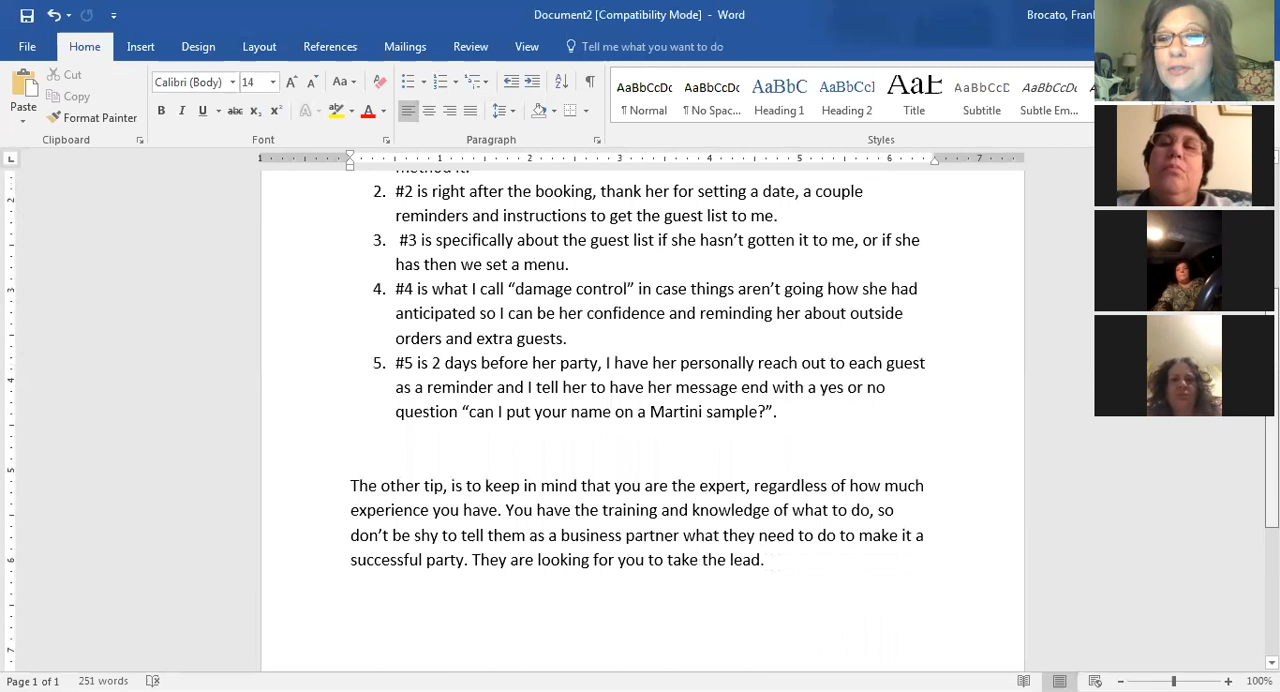 Document2 [Compatibility Mode] - Word
Brocato, Frank
File Home Insert Design Layout References Mailings Review View Tell me what you want to do
Cut
Copy
Paste
Format Painter
Calibri (Body) 14
AaBbCcDc AaBbCcDc AaBbC AaBbCcl AaBbCcD
¶ Normal ¶ No Spac... Heading 1 Heading 2 Title Subtitle Subtle Em...
Clipboard Font Paragraph Styles
1 1 2 3 4 5 6 7
method it.
2. #2 is right after the booking, thank her for setting a date, a couple
reminders and instructions to get the guest list to me.
3. #3 is specifically about the guest list if she hasn’t gotten it to me, or if she
has then we set a menu.
4. #4 is what I call “damage control” in case things aren’t going how she had
anticipated so I can be her confidence and reminding her about outside
orders and extra guests.
5. #5 is 2 days before her party, I have her personally reach out to each guest
as a reminder and I tell her to have her message end with a yes or no
question “can I put your name on a Martini sample?”.
The other tip, is to keep in mind that you are the expert, regardless of how much
experience you have. You have the training and knowledge of what to do, so
don’t be shy to tell them as a business partner what they need to do to make it a
successful party. They are looking for you to take the lead.
Page 1 of 1 251 words 100%